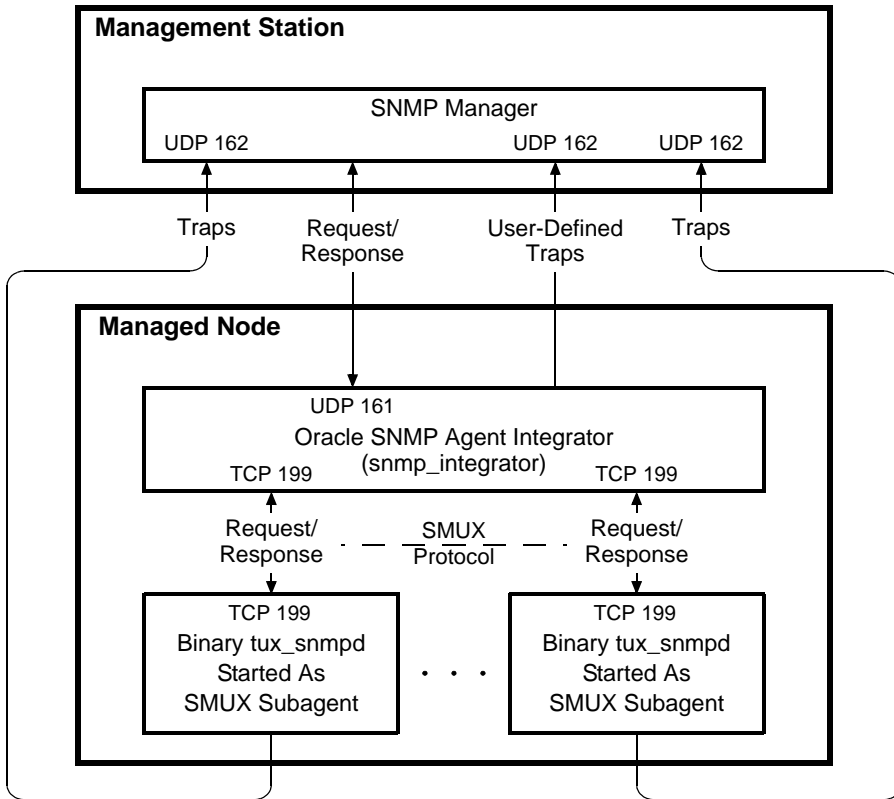 Management Station
SNMP Manager
UDP 162
UDP 162
UDP 162
Traps
Request/
Response
User-Defined
Traps
Traps
Managed Node
UDP 161
Oracle SNMP Agent Integrator
(snmp_integrator)
TCP 199
TCP 199
Request/
Response
SMUX
Protocol
Request/
Response
TCP 199
Binary tux_snmpd
Started As
SMUX Subagent
. . .
TCP 199
Binary tux_snmpd
Started As
SMUX Subagent